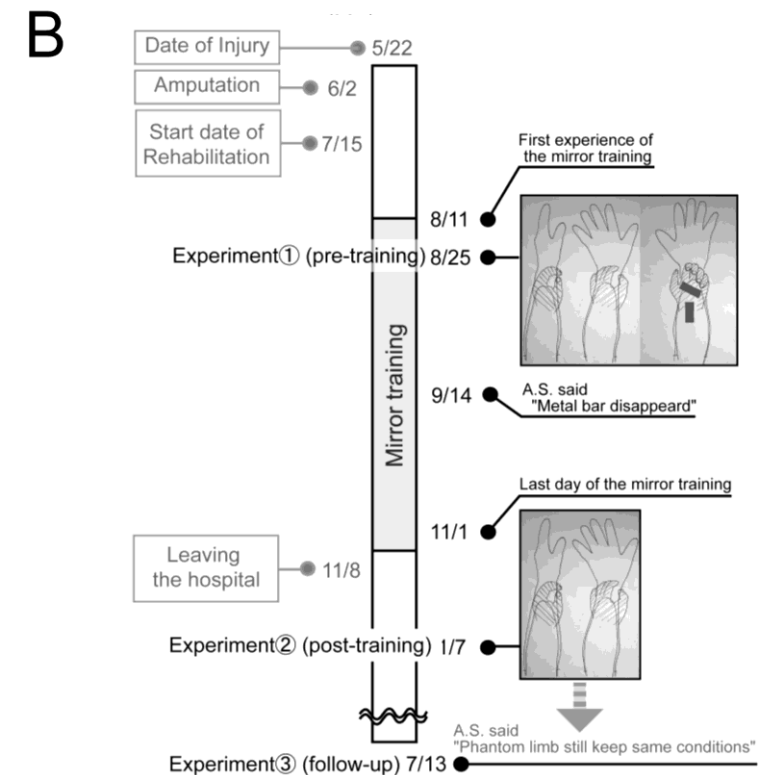 B
Date of Injury
5/22
Amputation
6/2
Start date of
Rehabilitation
7/15
First experience of
the mirror training
8/11
Experiment① (pre-training) 8/25
Mirror training
9/14
A.S. said
"Metal bar disappeard"
Last day of the mirror training
11/1
Leaving
the hospital
11/8
Experiment② (post-training) 1/7
A.S. said
"Phantom limb still keep same conditions"
Experiment③ (follow-up) 7/13